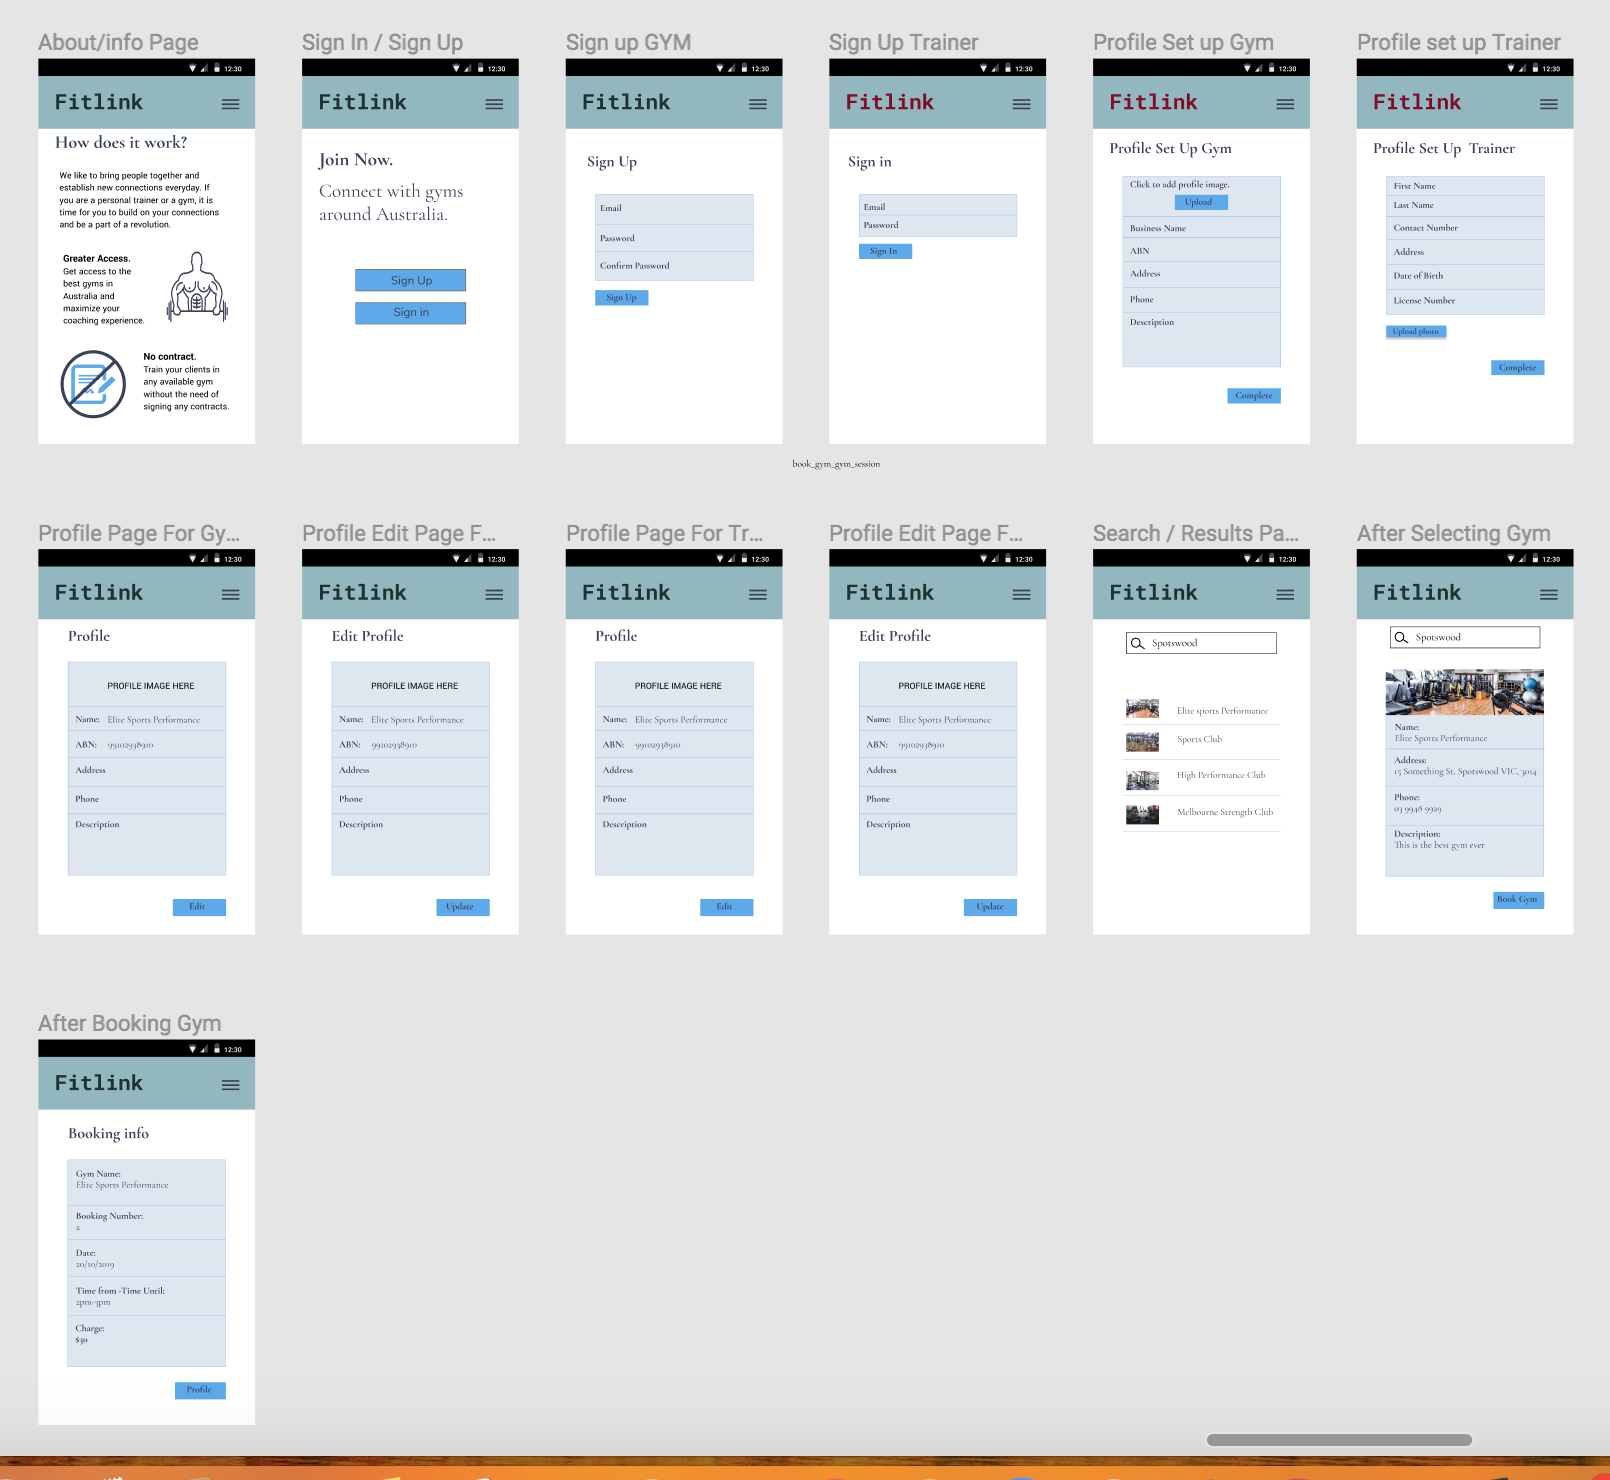 About/info Page
12:30
Fitlink
How does it work?
We like to bring people together and
establish new connections everyday. If
you are a personal trainer or a gym, it is
time for you to build on your connections
and be a part of a revolution.
Greater Access.
Get access to the
best gyms in
Australia and
maximize your
coaching experience.
No contract.
Train your clients in
any available gym
without the need of
signing any contracts.
Sign In / Sign Up
12:30
Fitlink
Join Now.
Connect with gyms
around Australia.
Sign Up
Sign in
Sign up GYM
12:30
Fitlink
Sign Up
Email
Password
Confirm Password
Sign Up
Sign Up Trainer
12:30
Fitlink
Sign in
Email
Password
Sign In
Profile Set up Gym
12:30
Fitlink
Profile Set Up Gym
Click to add profile image.
Upload
Business Name
ABN
Address
Phone
Description
Complete
Profile set up Trainer
12:30
Fitlink
Profile Set Up Trainer
First Name
Last Name
Contact Number
Address
Date of Birth
License Number
Upload photo
Complete
book_gym_gym_session
Profile Page For Gy...
12:30
Fitlink
Profile
PROFILE IMAGE HERE
Name: Elite Sports Performance
ABN: 99102938910
Address
Phone
Description
Edit
Profile Edit Page F...
12:30
Fitlink
Edit Profile
PROFILE IMAGE HERE
Name: Elite Sports Performance
ABN: 99102938910
Address
Phone
Description
Update
Profile Page For Tr...
12:30
Fitlink
Profile
PROFILE IMAGE HERE
Name: Elite Sports Performance
ABN: 99102938910
Address
Phone
Description
Edit
Profile Edit Page F...
12:30
Fitlink
Edit Profile
PROFILE IMAGE HERE
Name: Elite Sports Performance
ABN: 99102938910
Address
Phone
Description
Update
Search / Results Pa...
12:30
Fitlink
Spotswood
Elite sports Performance
Sports Club
High Performance Club
Melbourne Strength Club
After Selecting Gym
12:30
Fitlink
Spotswood
Name:
Elite Sports Performance
Address:
15 Something St, Spotswood VIC, 3014
Phone:
03 9948 9929
Description:
This is the best gym ever
Book Gym
After Booking Gym
12:30
Fitlink
Booking info
Gym Name:
Elite Sports Performance
Booking Number:
2
Date:
20/10/2019
Time from -Time Until:
2pm-3pm
Charge:
$30
Profile